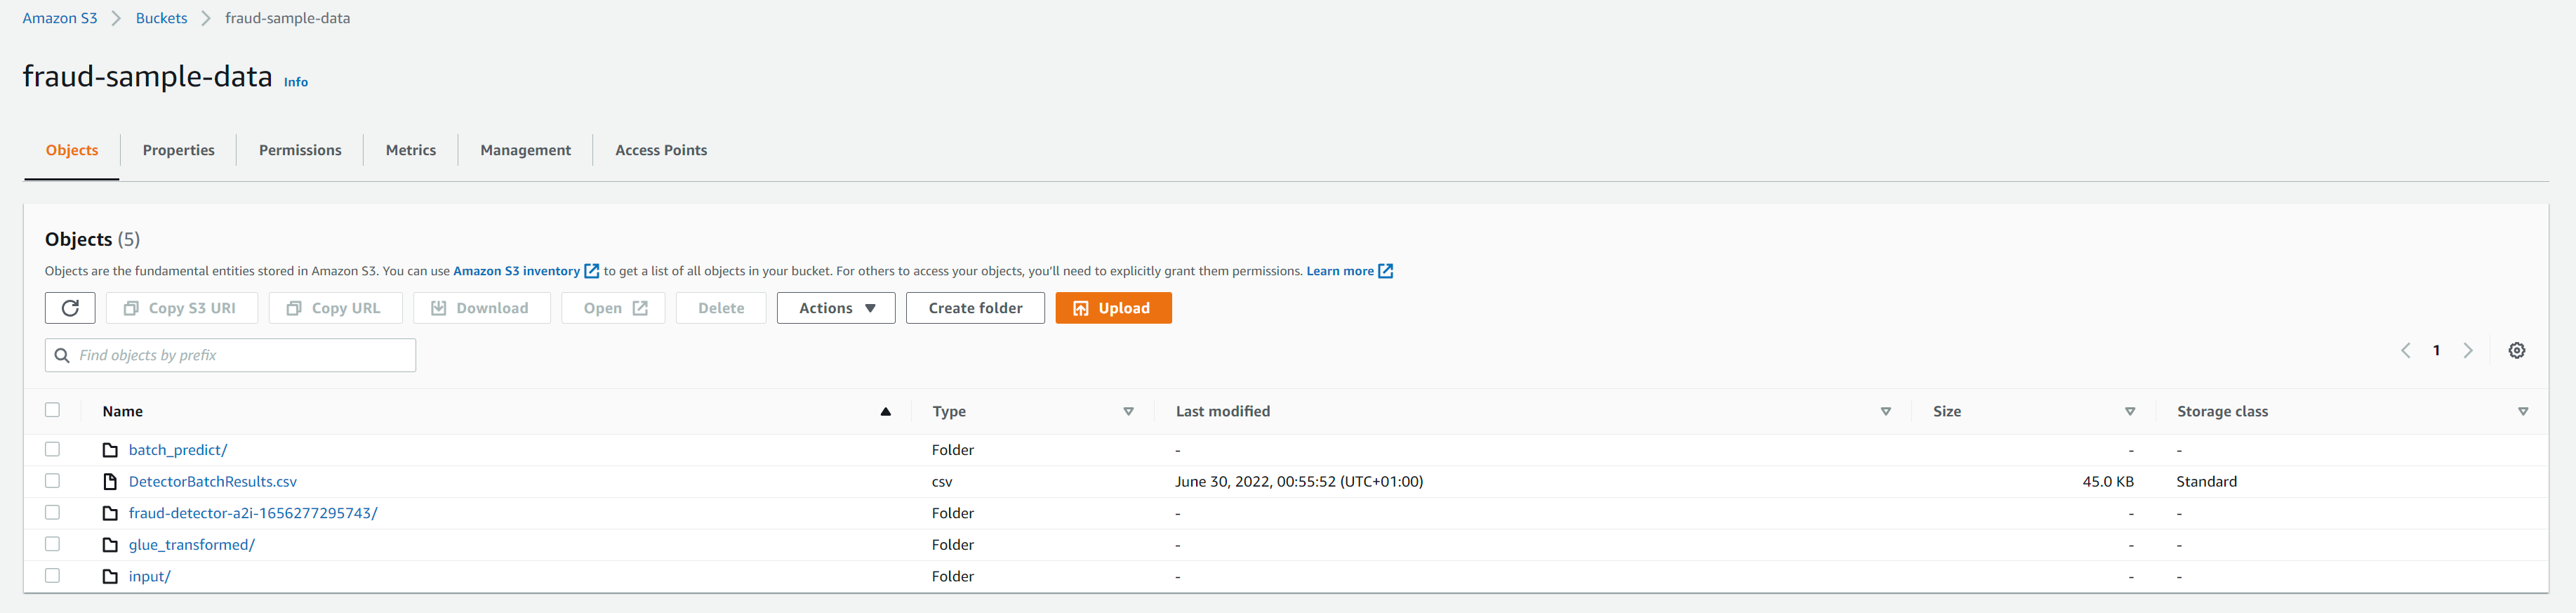 Amazon S3 > Buckets > fraud-sample-data
fraud-sample-data Info
Objects Properties Permissions Metrics Management Access Points
Objects (5)
Objects are the fundamental entities stored in Amazon S3. You can use Amazon S3 inventory to get a list of all objects in your bucket. For others to access your objects, you'll need to explicitly grant them permissions. Learn more
Copy S3 URI Copy URL Download Open Delete Actions Create folder Upload
Find objects by prefix
1
Name Type Last modified Size Storage class
batch_predict/ Folder - - -
DetectorBatchResults.csv csv June 30, 2022, 00:55:52 (UTC+01:00) 45.0 KB Standard
fraud-detector-a2i-1656277295743/ Folder - - -
glue_transformed/ Folder - - -
input/ Folder - - -